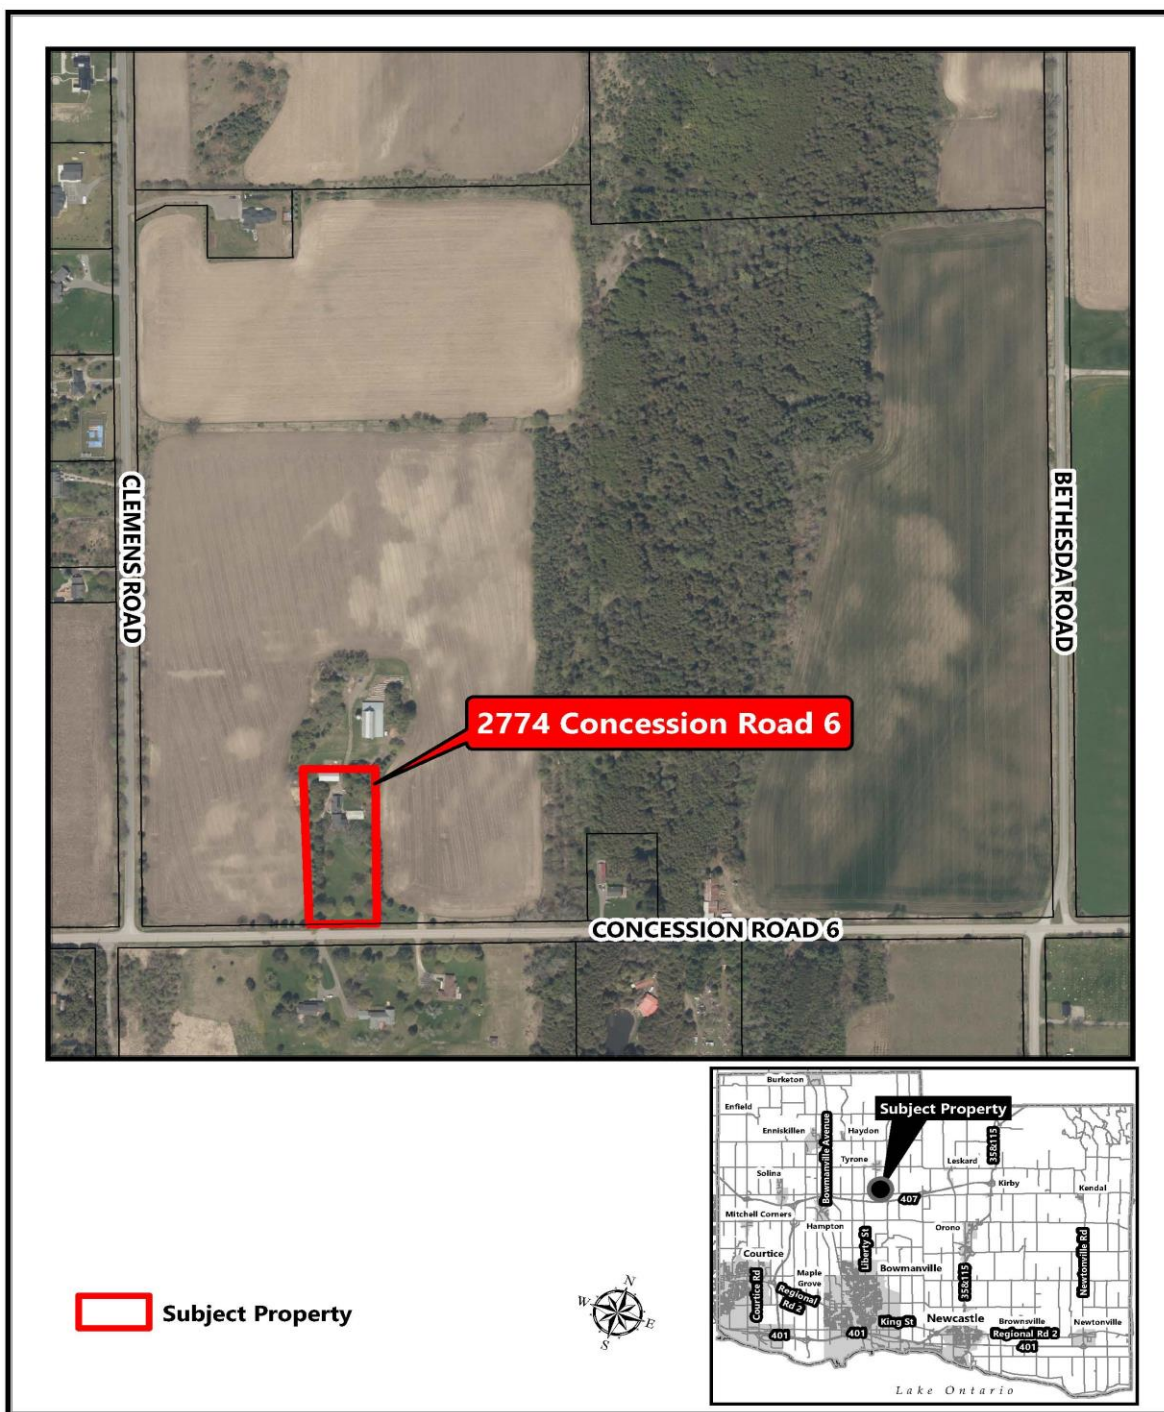 CLEMENS ROAD
BETHESDA ROAD
2774 Concession Road 6
CONCESSION ROAD 6
Subject Property
N
W
E
S
Burketon
Enfield
Subject Property
Enniskillen
Bowmanville Avenue
Haydon
35&115
Tyrone
Leskard
Solina
Kirby
Kendal
407
Mitchell Corners
Hampton
Liberty St
Orono
Newtonville Rd
Courtice
Bowmanville
Courtice Rd
Maple
Grove
Regional
Rd 2
35&115
King St
Newcastle
Brownsville
Newtonville
Regional Rd 2
401
401
401
Lake Ontario